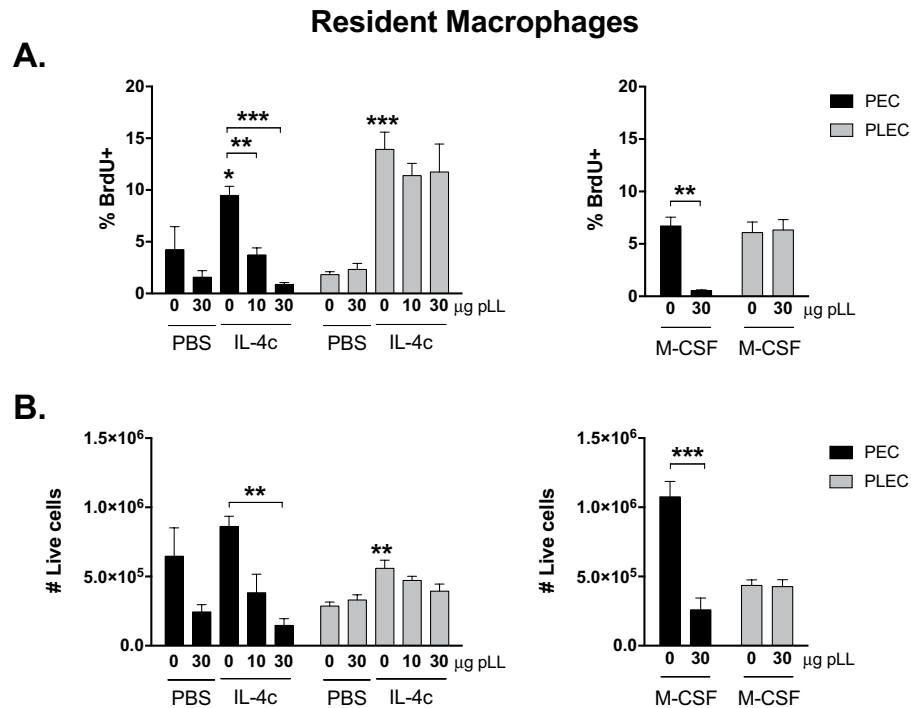 Resident Macrophages
A.
20
15
10
5
0
% BrdU+
***
**
*
***
0 30 0 10 30 0 30 0 10 30 µg pLL
PBS IL-4c PBS IL-4c
20
15
10
5
0
% BrdU+
**
0 30 0 30 µg pLL
M-CSF M-CSF
PEC
PLEC
B.
1.5×10⁶
1.0×10⁶
5.0×10⁵
0.0
# Live cells
**
**
0 30 0 10 30 0 30 0 10 30 µg pLL
PBS IL-4c PBS IL-4c
1.5×10⁶
1.0×10⁶
5.0×10⁵
0.0
# Live cells
***
0 30 0 30 µg pLL
M-CSF M-CSF
PEC
PLEC